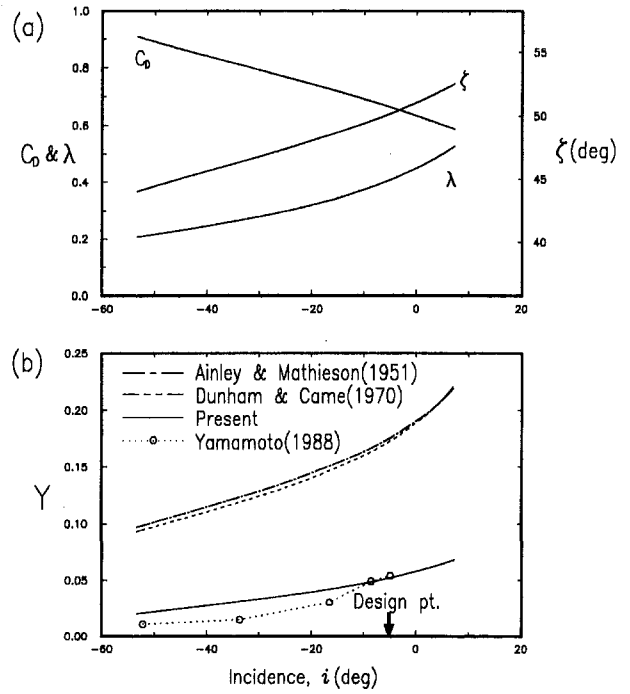 (a)
1.0
0.8
0.6
0.4
0.2
0.0
C_D & λ
C_D
ζ
λ
55
50
45
40
ζ(deg)
−60 −40 −20 0 20
(b)
0.25
0.20
0.15
0.10
0.05
0.00
Y
Ainley & Mathieson(1951)
Dunham & Came(1970)
Present
Yamamoto(1988)
Design pt.
−60 −40 −20 0 20
Incidence, i(deg)